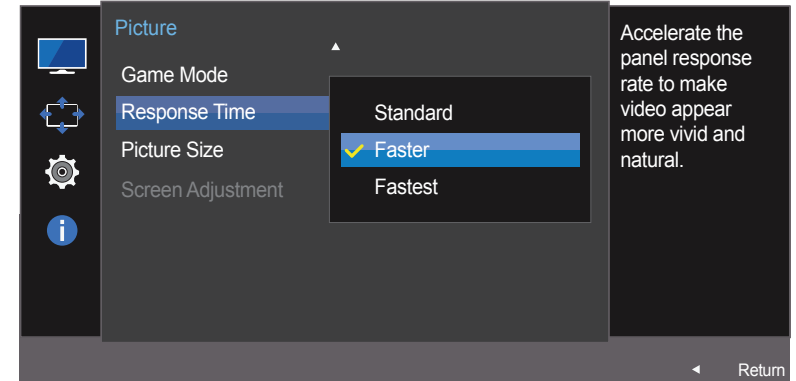 Picture
Game Mode
Response Time
Picture Size
Screen Adjustment
Standard
Faster
Fastest
Accelerate the
panel response
rate to make
video appear
more vivid and
natural.
Return